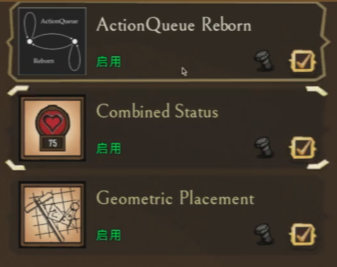 ActionQueue
Reborn
ActionQueue Reborn
启用
75
Combined Status
启用
Geometric Placement
启用